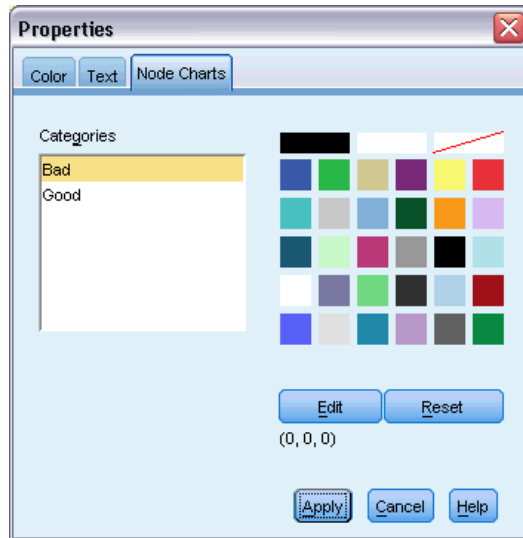 Properties
Color Text Node Charts
Categories
Bad
Good
Edit Reset
(0, 0, 0)
Apply Cancel Help